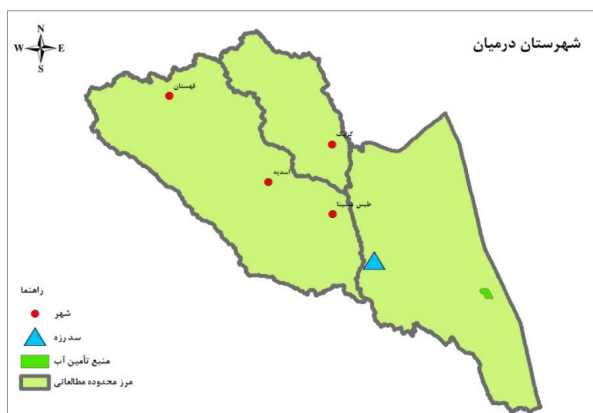 شهرستان درمیان
N
W E
S
قهستان
گزیک
اسدیه
طبس مسینا
راهنما
شهر
سد رزه
منبع تأمین آب
مرز محدوده مطالعاتی